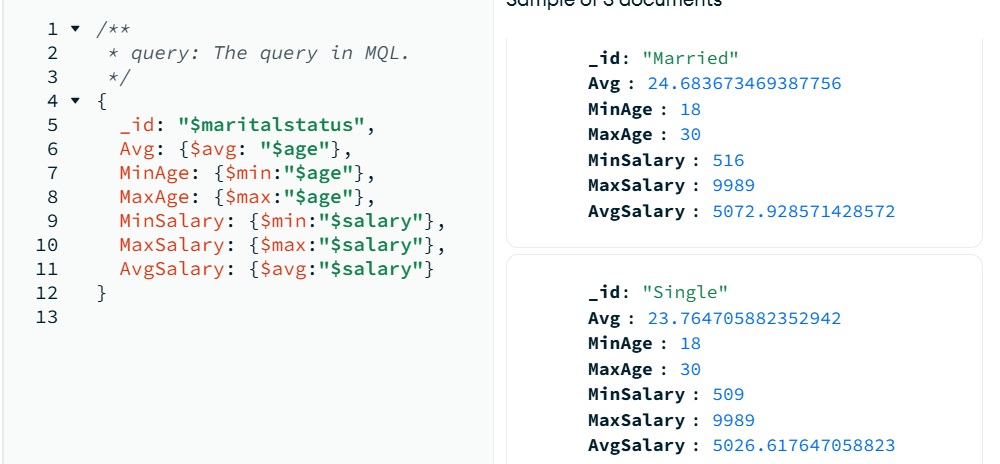 1 /**
2 * query: The query in MQL.
3 */
4 {
5 _id: "$maritalstatus",
6 Avg: {$avg: "$age"},
7 MinAge: {$min:"$age"},
8 MaxAge: {$max:"$age"},
9 MinSalary: {$min:"$salary"},
10 MaxSalary: {$max:"$salary"},
11 AvgSalary: {$avg:"$salary"}
12 }
13
Sample of 3 documents
_id: "Married"
Avg : 24.683673469387756
MinAge : 18
MaxAge : 30
MinSalary : 516
MaxSalary : 9989
AvgSalary : 5072.928571428572
_id: "Single"
Avg : 23.764705882352942
MinAge : 18
MaxAge : 30
MinSalary : 509
MaxSalary : 9989
AvgSalary : 5026.617647058823